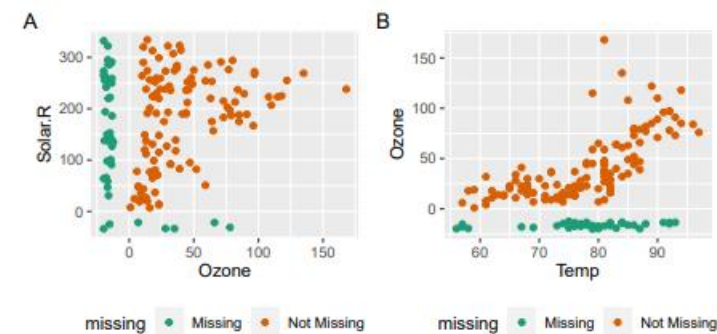 A
Solar.R
300
200
100
0
0 50 100 150
Ozone
missing Missing Not Missing
B
Ozone
150
100
50
0
60 70 80 90
Temp
missing Missing Not Missing